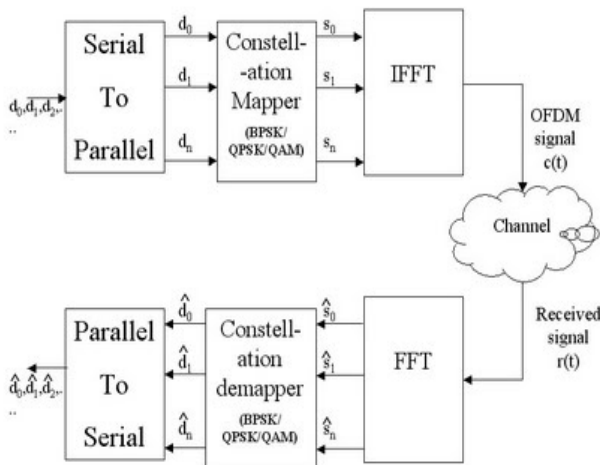 Serial
To
Parallel
d0,d1,d2,.
..
d0
d1
dn
Constell-
-ation
Mapper
(BPSK/
QPSK/QAM)
s0
s1
sn
IFFT
OFDM
signal
c(t)
Channel
Received
signal
r(t)
FFT
ŝ0
ŝ1
ŝn
Constell-
ation
demapper
(BPSK/
QPSK/QAM)
d̂0
d̂1
d̂n
Parallel
To
Serial
d̂0,d̂1,d̂2,.
..